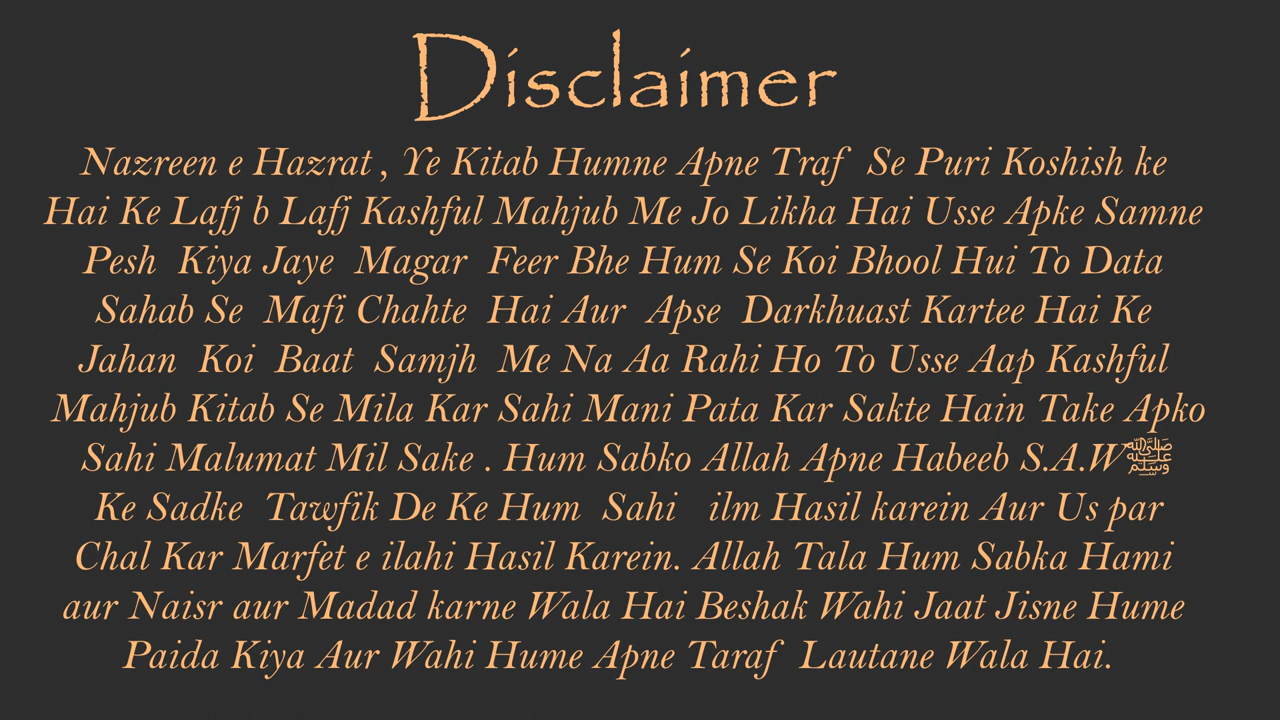 Disclaimer
Nazreen e Hazrat , Ye Kitab Humne Apne Traf Se Puri Koshish ke
Hai Ke Lafj b Lafj Kashful Mahjub Me Jo Likha Hai Usse Apke Samne
Pesh Kiya Jaye Magar Feer Bhe Hum Se Koi Bhool Hui To Data
Sahab Se Mafi Chahte Hai Aur Apse Darkhuast Kartee Hai Ke
Jahan Koi Baat Samjh Me Na Aa Rahi Ho To Usse Aap Kashful
Mahjub Kitab Se Mila Kar Sahi Mani Pata Kar Sakte Hain Take Apko
Sahi Malumat Mil Sake . Hum Sabko Allah Apne Habeeb S.A.Wﷺ
Ke Sadke Tawfik De Ke Hum Sahi ilm Hasil karein Aur Us par
Chal Kar Marfet e ilahi Hasil Karein. Allah Tala Hum Sabka Hami
aur Naisr aur Madad karne Wala Hai Beshak Wahi Jaat Jisne Hume
Paida Kiya Aur Wahi Hume Apne Taraf Lautane Wala Hai.